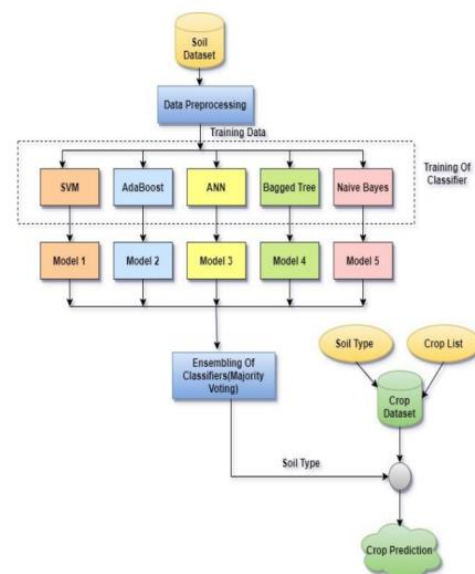 Soil
Dataset
Data Preprocessing
Training Data
Training Of
Classifier
SVM
AdaBoost
ANN
Bagged Tree
Naive Bayes
Model 1
Model 2
Model 3
Model 4
Model 5
Ensembling Of
Classifiers(Majority
Voting)
Soil Type
Crop List
Crop
Dataset
Soil Type
Crop Prediction